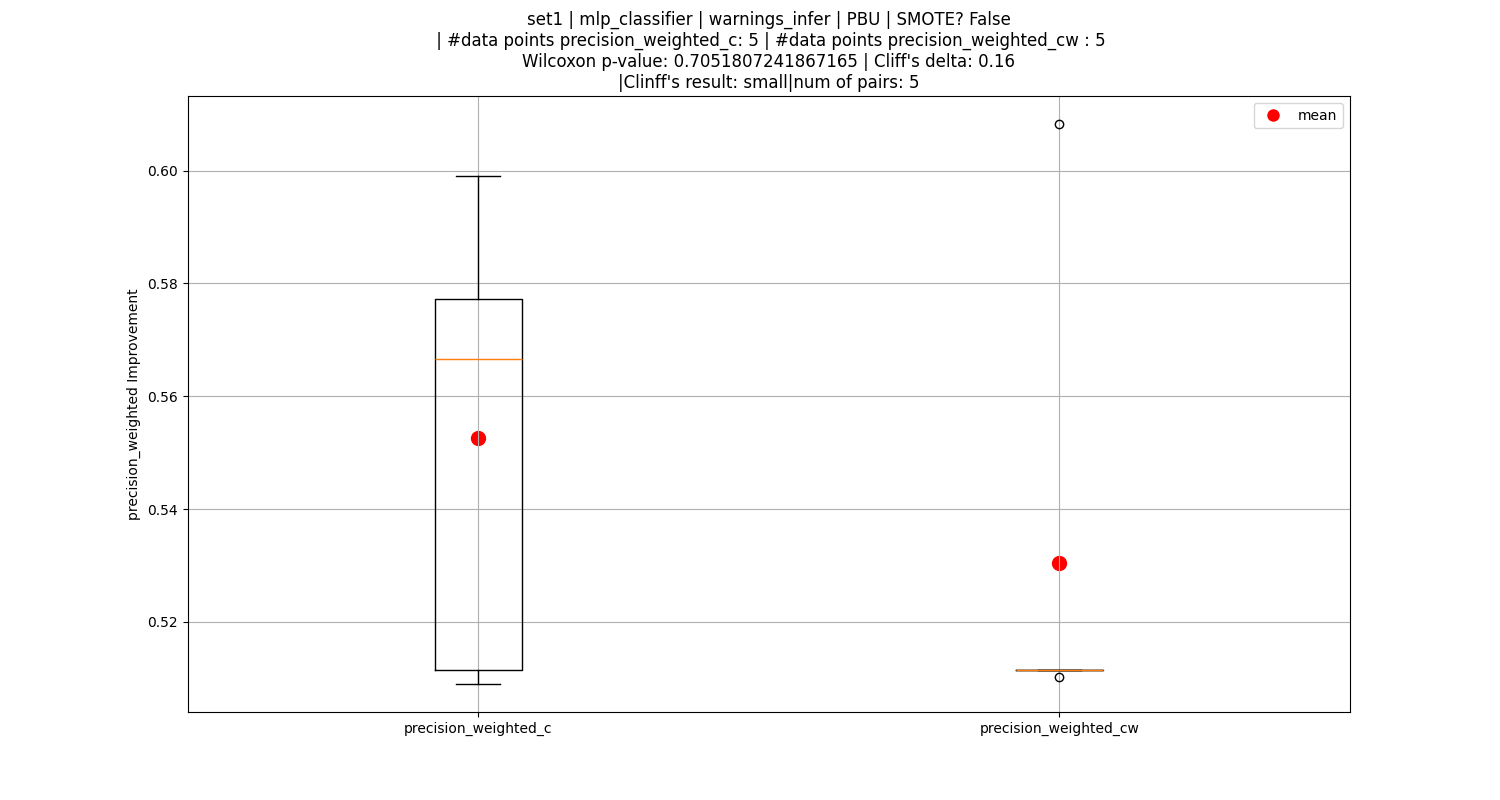 set1 | mlp_classifier | warnings_infer | PBU | SMOTE? False
| #data points precision_weighted_c: 5 | #data points precision_weighted_cw : 5
Wilcoxon p-value: 0.7051807241867165 | Cliff's delta: 0.16
|Clinff's result: small|num of pairs: 5
mean
0.60
0.58
0.56
0.54
0.52
precision_weighted Improvement
precision_weighted_c
precision_weighted_cw